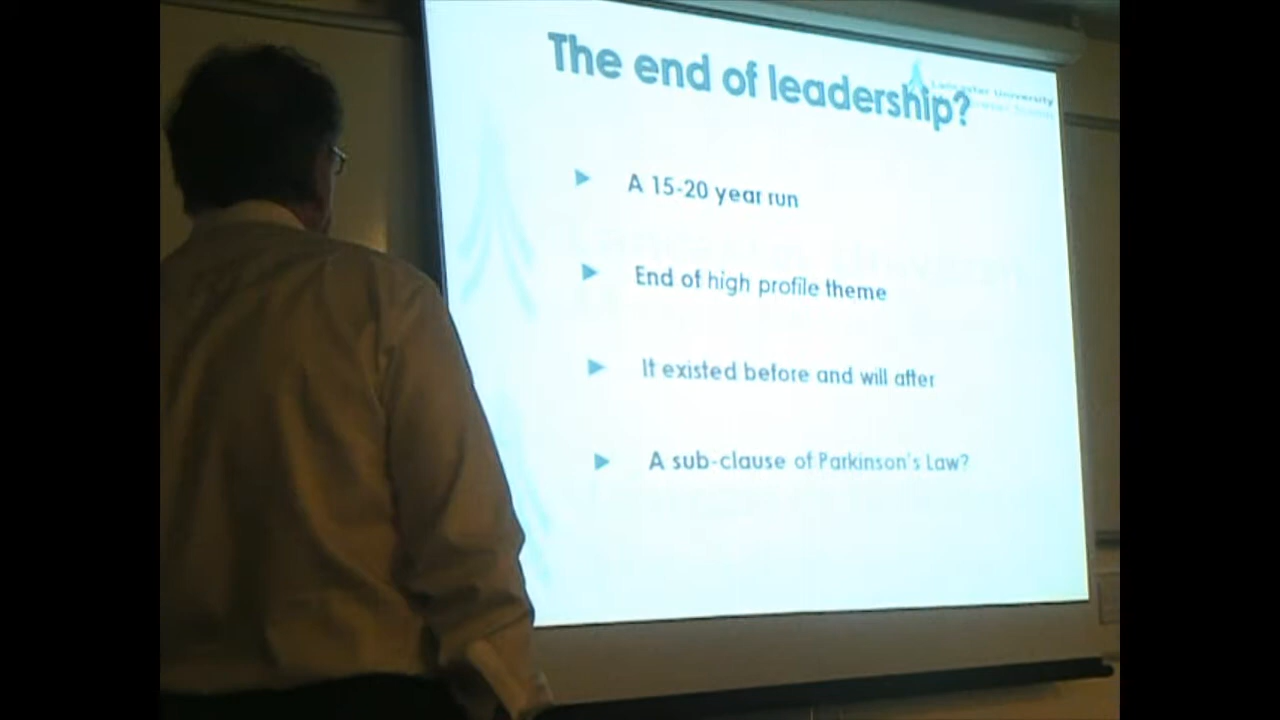 The end of leadership?
Lancaster University
A 15-20 year run
End of high profile theme
It existed before and will after
A sub-clause of Parkinson's Law?